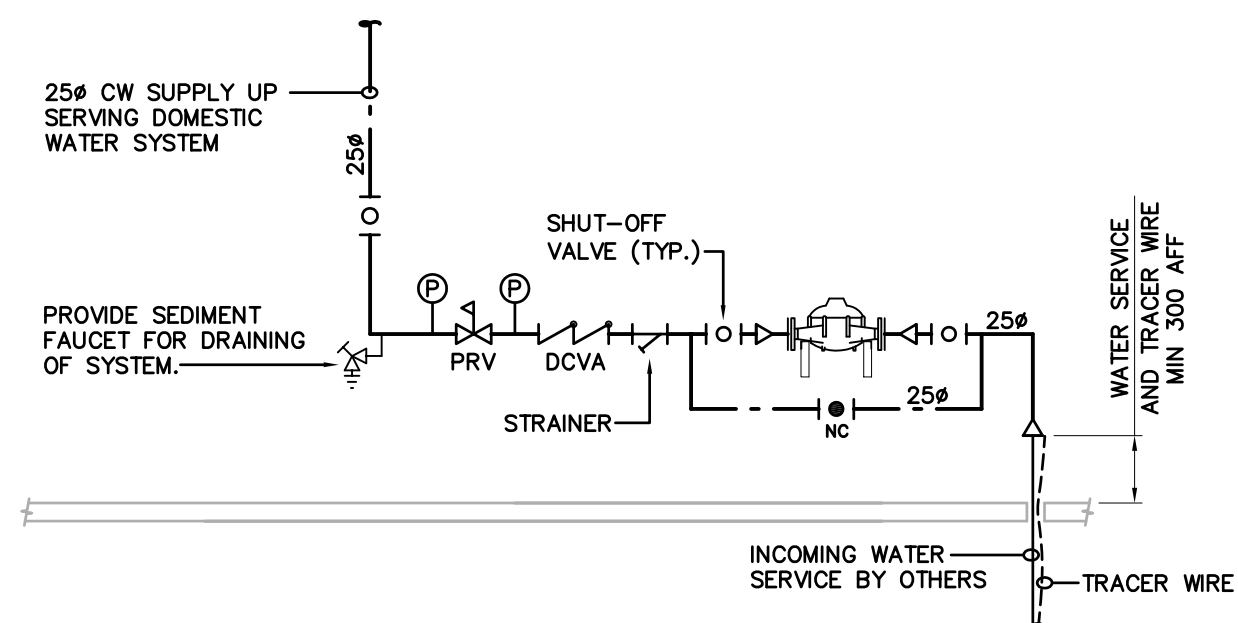 25ø CW SUPPLY UP
SERVING DOMESTIC
WATER SYSTEM
25ø
SHUT-OFF
VALVE (TYP.)
PROVIDE SEDIMENT
FAUCET FOR DRAINING
OF SYSTEM.
P
P
PRV
DCVA
STRAINER
25ø
25ø
NC
WATER SERVICE
AND TRACER WIRE
MIN 300 AFF
INCOMING WATER
SERVICE BY OTHERS
TRACER WIRE